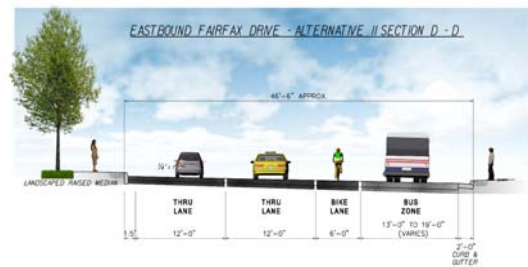 EASTBOUND FAIRFAX DRIVE - ALTERNATIVE II SECTION D - D
46'-6" APPROX.
LANDSCAPED RAISED MEDIAN
THRU
LANE
THRU
LANE
BIKE
LANE
BUS
ZONE
1.5'
12'-0"
12'-0"
6'-0"
13'-0" TO 19'-0"
(VARIES)
2'-0"
CURB &
GUTTER